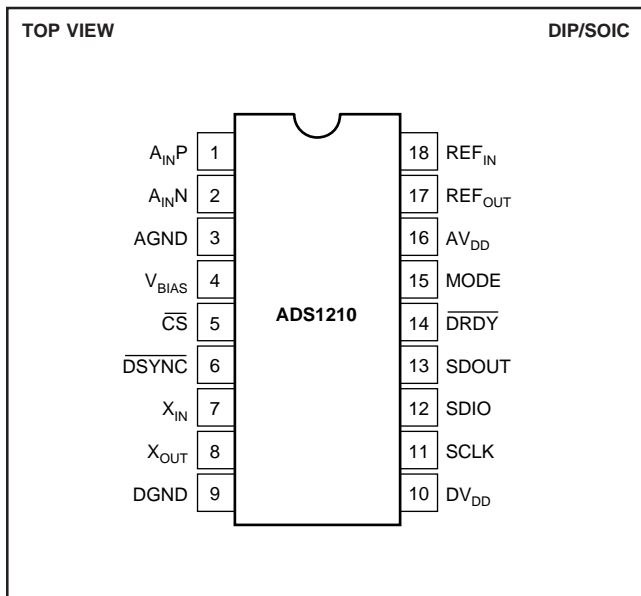 TOP VIEW DIP/SOIC
AINP 1 18 REFIN
AINN 2 17 REFOUT
AGND 3 16 AVDD
VBIAS 4 15 MODE
CS 5 ADS1210 14 DRDY
DSYNC 6 13 SDOUT
XIN 7 12 SDIO
XOUT 8 11 SCLK
DGND 9 10 DVDD